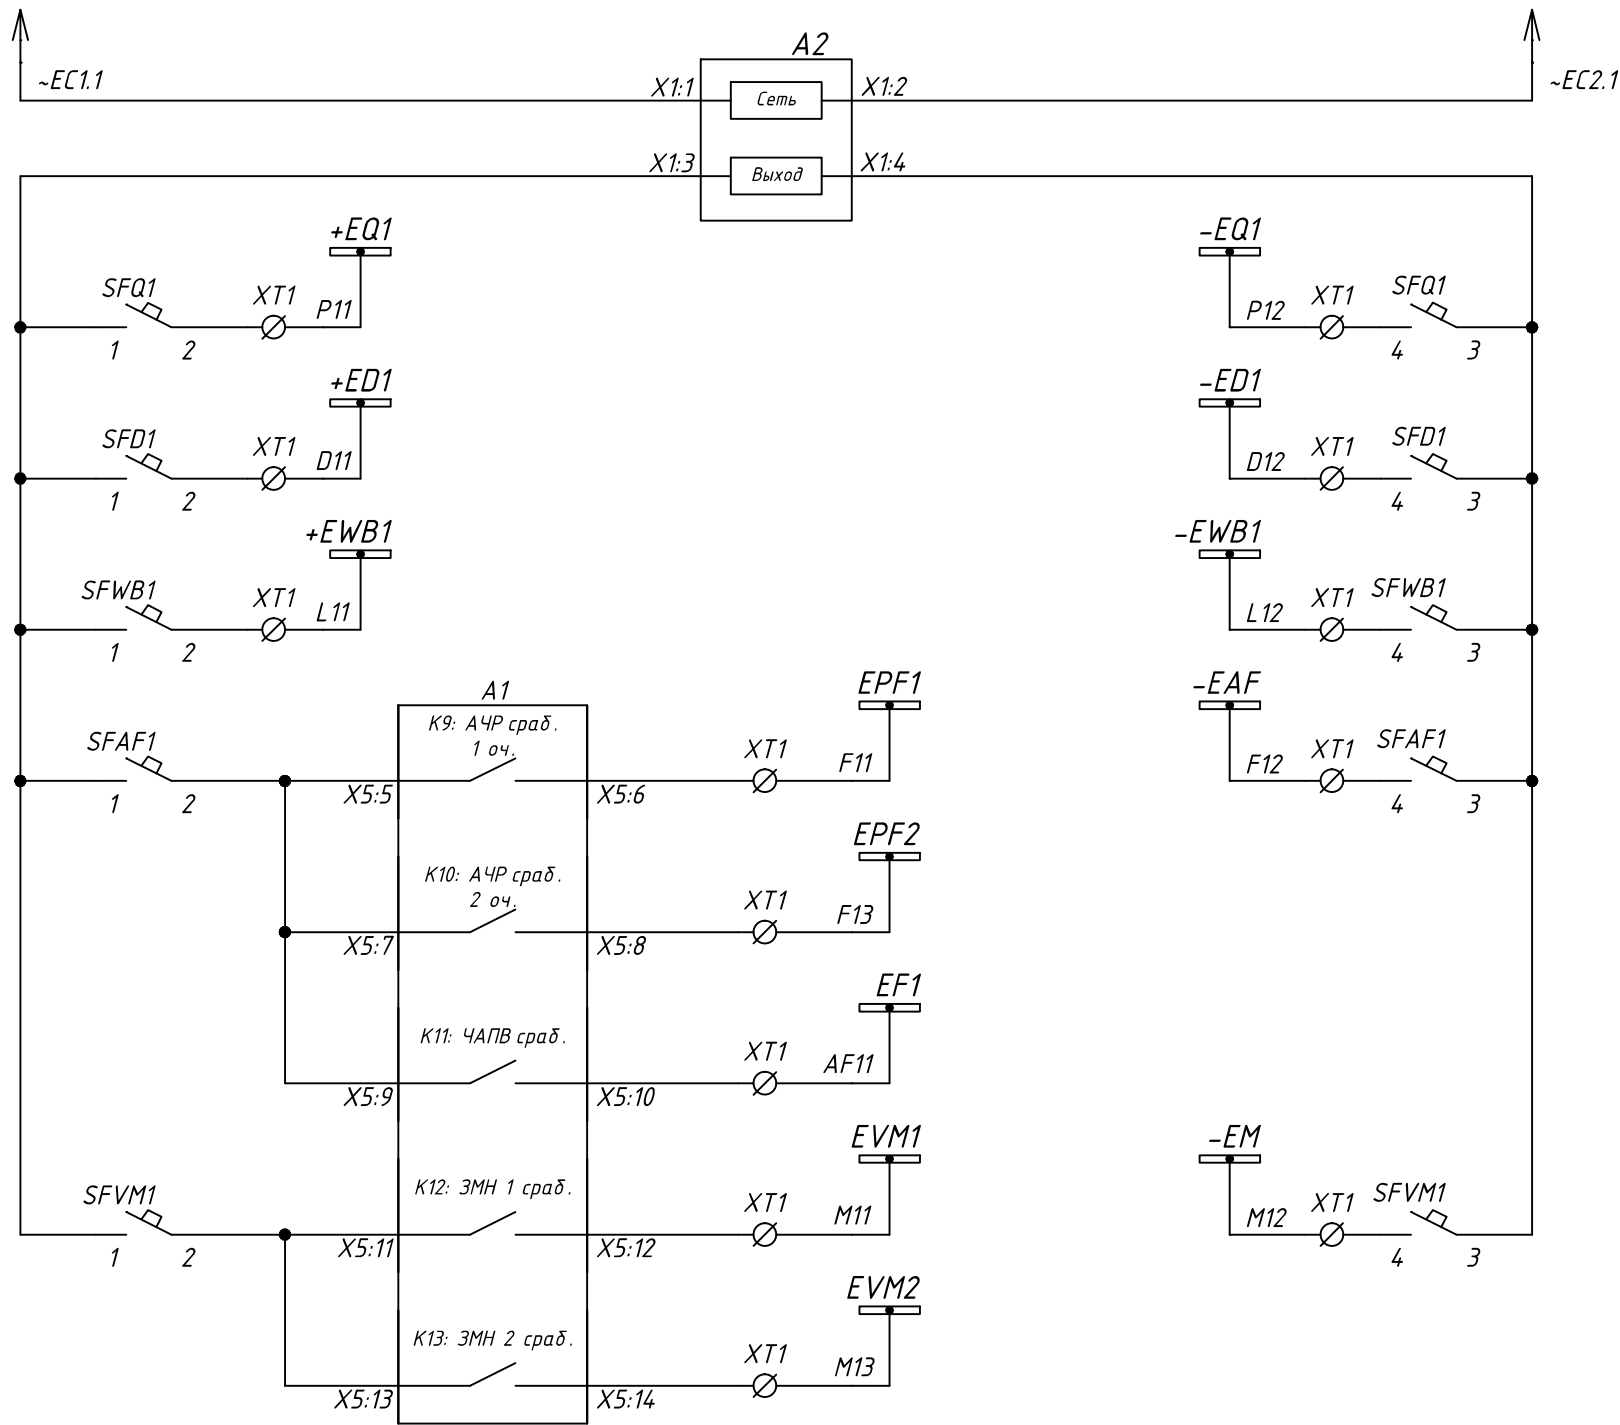 A2
~EC1.1
X1:1
Сеть
X1:2
~EC2.1
X1:3
Выход
X1:4
+EQ1
-EQ1
SFQ1
XT1
P11
1
2
P12
XT1
SFQ1
4
3
+ED1
-ED1
SFD1
XT1
D11
1
2
D12
XT1
SFD1
4
3
+EWB1
-EWB1
SFWB1
XT1
L11
1
2
L12
XT1
SFWB1
4
3
A1
EPF1
-EAF
SFAF1
1
2
К9: АЧР сраб.
1 оч.
X5:5
X5:6
XT1
F11
F12
XT1
SFAF1
4
3
EPF2
К10: АЧР сраб.
2 оч.
X5:7
X5:8
XT1
F13
EF1
К11: ЧАПВ сраб.
X5:9
X5:10
XT1
AF11
EVM1
-EM
SFVM1
1
2
К12: ЗМН 1 сраб.
X5:11
X5:12
XT1
M11
M12
XT1
SFVM1
4
3
EVM2
К13: ЗМН 2 сраб.
X5:13
X5:14
XT1
M13